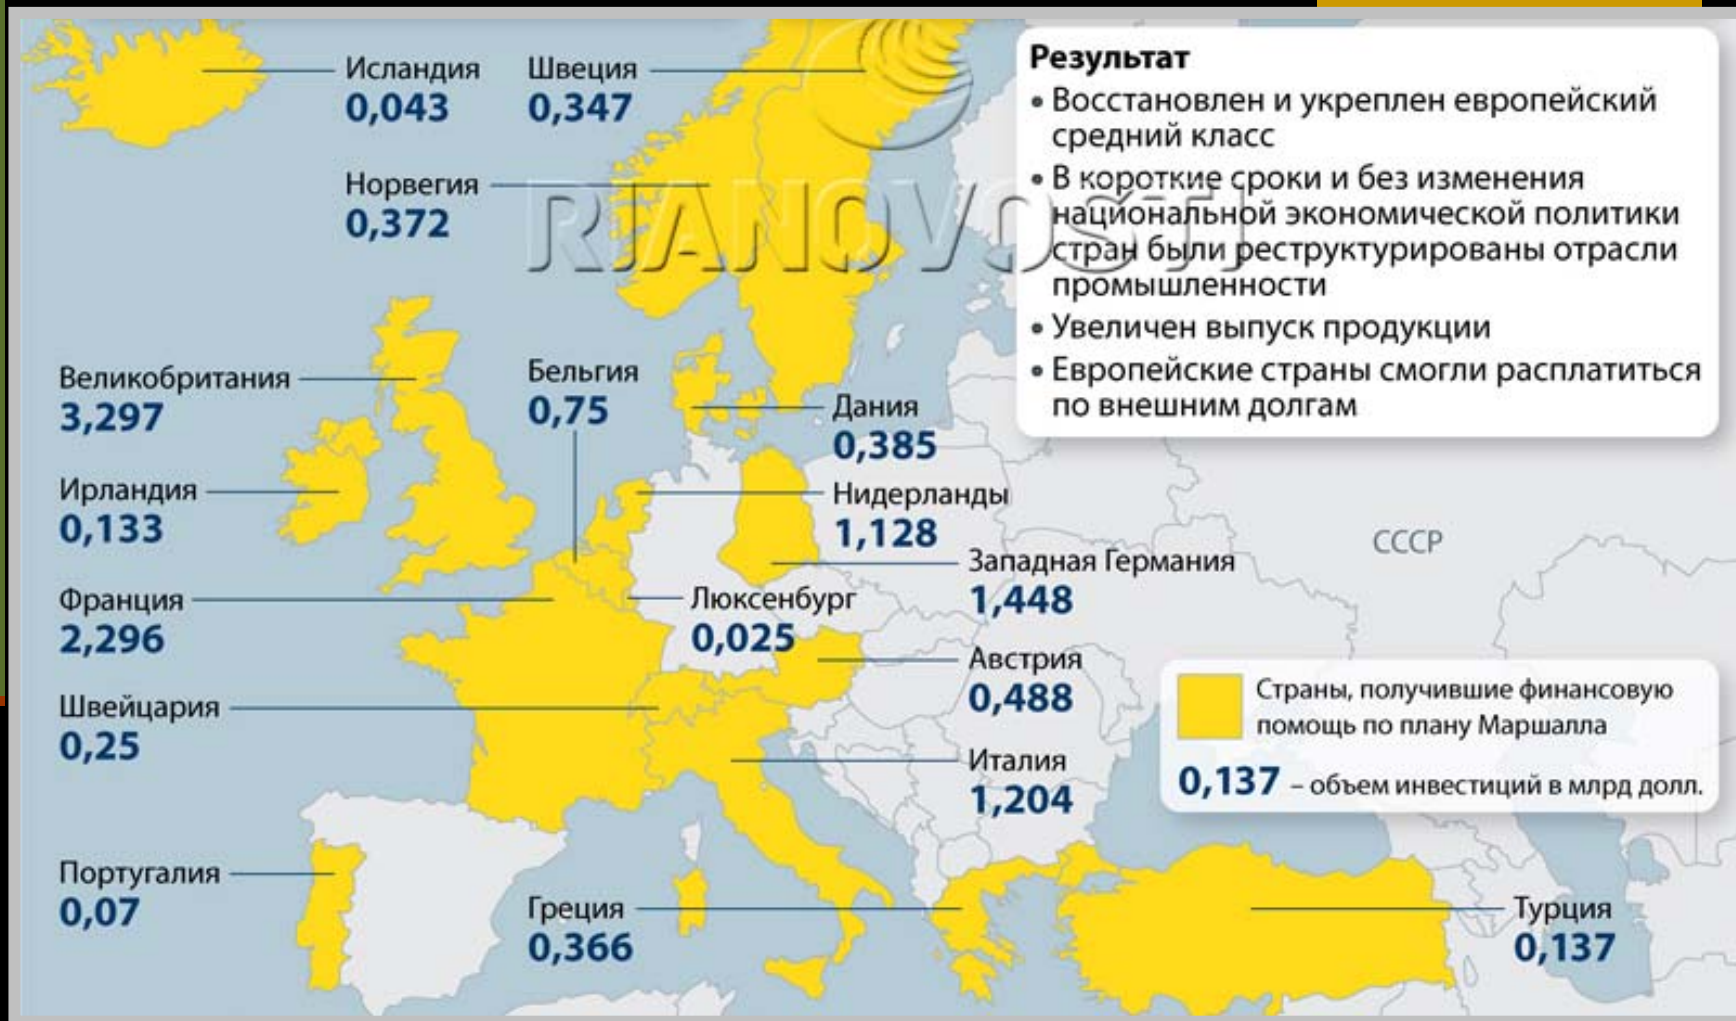 Исландия
0,043
Швеция
0,347
Норвегия
0,372
RIANOVOSTI
Результат
• Восстановлен и укреплен европейский
средний класс
• В короткие сроки и без изменения
национальной экономической политики
стран были реструктурированы отрасли
промышленности
• Увеличен выпуск продукции
• Европейские страны смогли расплатиться
по внешним долгам
Великобритания
3,297
Бельгия
0,75
Дания
0,385
Ирландия
0,133
Нидерланды
1,128
СССР
Западная Германия
1,448
Франция
2,296
Люксенбург
0,025
Австрия
0,488
Швейцария
0,25
Италия
1,204
Страны, получившие финансовую
помощь по плану Маршалла
0,137 – объем инвестиций в млрд долл.
Португалия
0,07
Греция
0,366
Турция
0,137